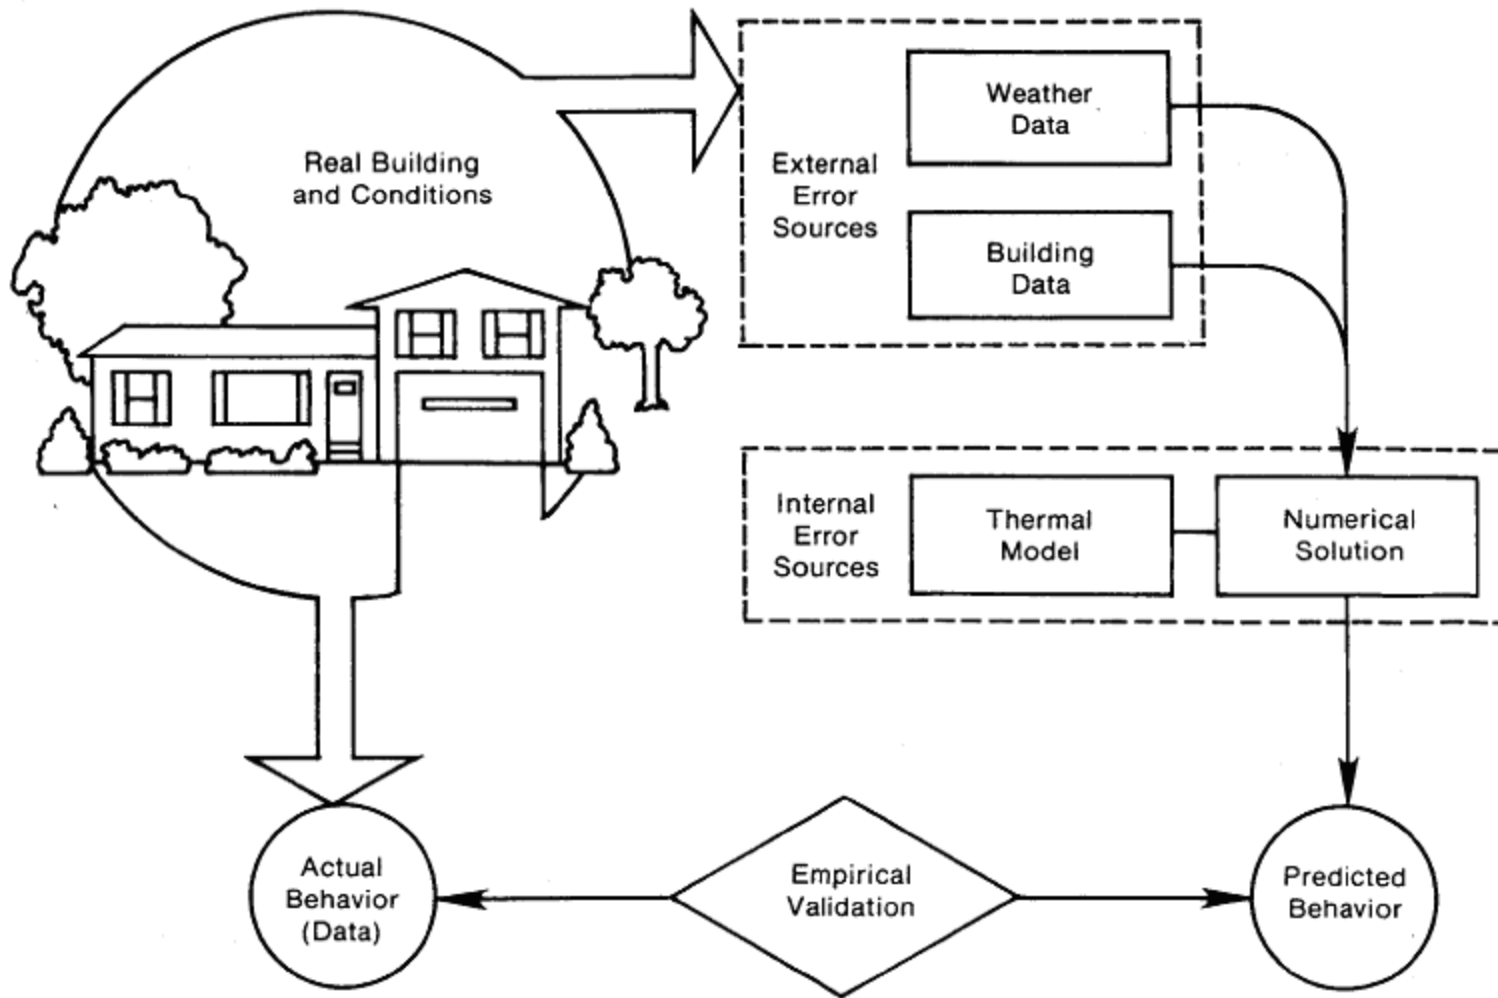 Real Building
and Conditions
External
Error
Sources
Weather
Data
Building
Data
Internal
Error
Sources
Thermal
Model
Numerical
Solution
Actual
Behavior
(Data)
Empirical
Validation
Predicted
Behavior